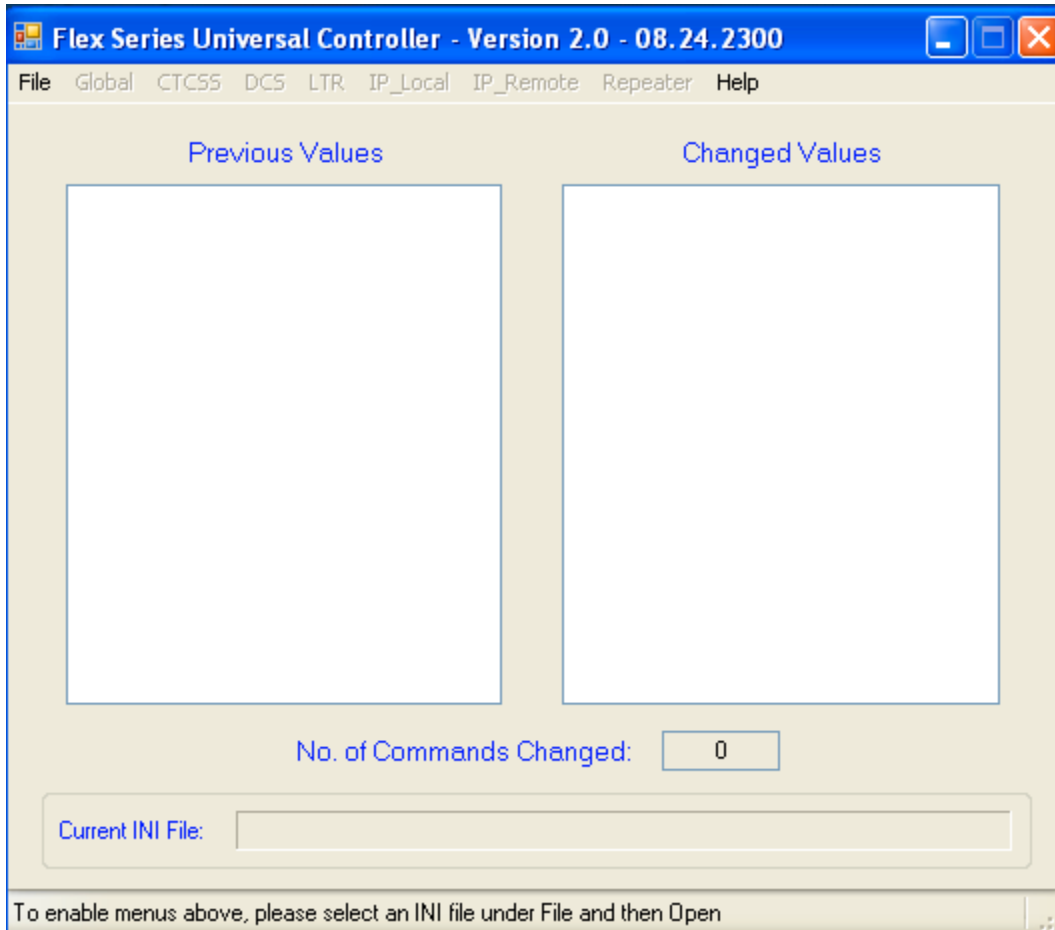 Flex Series Universal Controller - Version 2.0 - 08.24.2300
File Global CTCSS DCS LTR IP_Local IP_Remote Repeater Help
Previous Values Changed Values
No. of Commands Changed: 0
Current INI File:
To enable menus above, please select an INI file under File and then Open